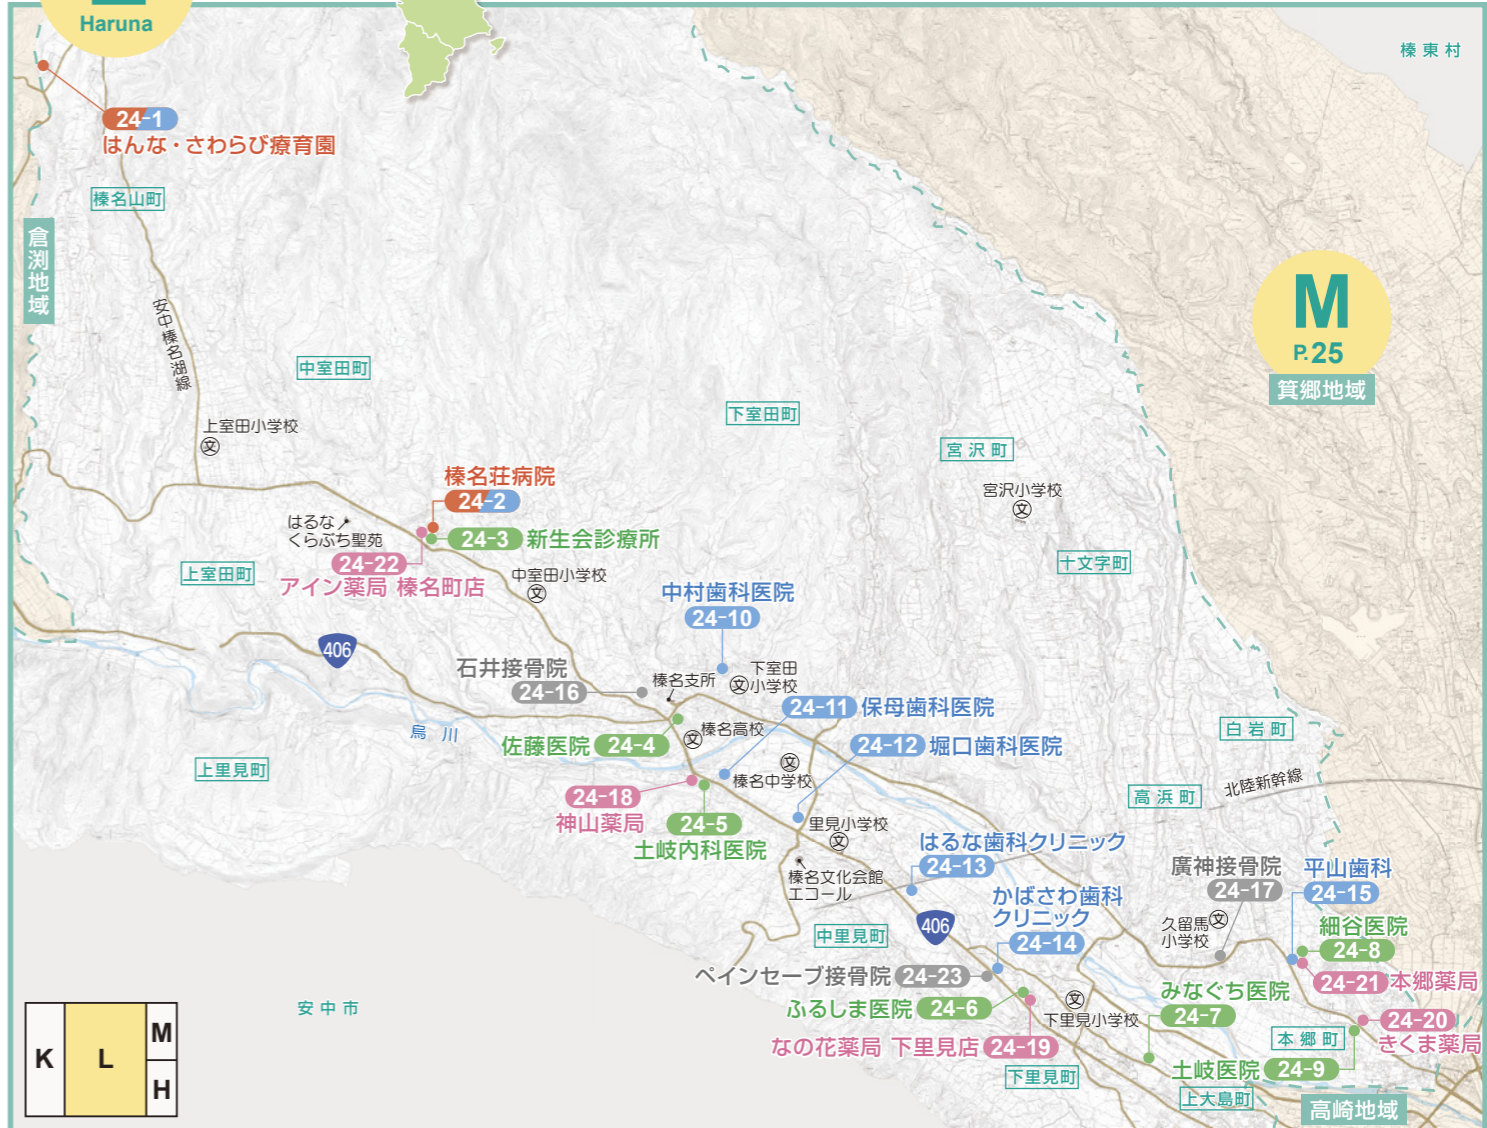 Haruna
榛東村
24-1
はんな・さわらび療育園
榛名山町
倉渕地域
安中榛名湖線
M
P.25
箕郷地域
中室田町
下室田町
上室田小学校
文
宮沢町
宮沢小学校
文
榛名荘病院
24-2
はるな
くらぶち聖苑
24-3 新生会診療所
24-22
アイン薬局 榛名町店
上室田町
中室田小学校
文
十文字町
中村歯科医院
24-10
406
石井接骨院
24-16
榛名支所
下室田
小学校
文
24-11 保母歯科医院
烏川
佐藤医院 24-4
榛名高校
文
24-12 堀口歯科医院
白岩町
上里見町
文
榛名中学校
北陸新幹線
高浜町
24-18
神山薬局
24-5
土岐内科医院
里見小学校
文
はるな歯科クリニック
24-13
榛名文化会館
エコール
廣神接骨院
24-17
平山歯科
24-15
かばさわ歯科
クリニック
24-14
406
中里見町
久留馬
小学校
文
細谷医院
24-8
ペインセーブ接骨院 24-23
24-21 本郷薬局
みなぐち医院
24-7
安中市
ふるしま医院 24-6
文
下里見小学校
24-20
きくま薬局
本郷町
なの花薬局 下里見店 24-19
土岐医院 24-9
下里見町
上大島町
高崎地域
K
L
M
H